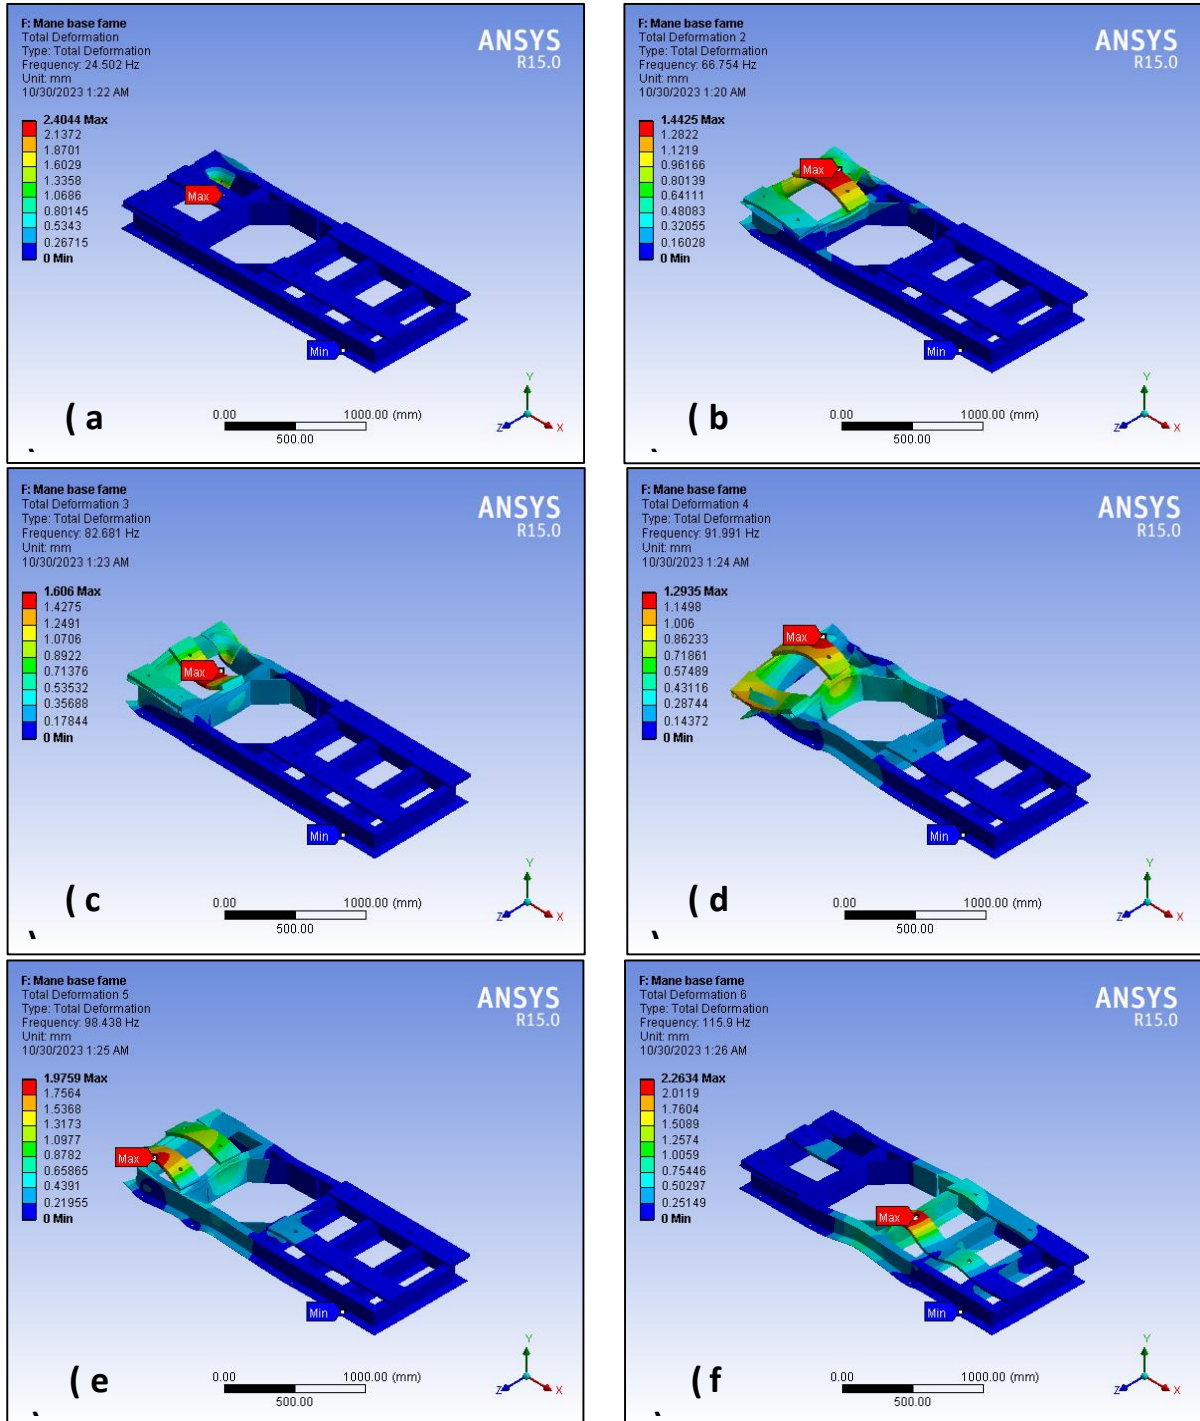 F: Mane base fame
Total Deformation
Type: Total Deformation
Frequency: 24.502 Hz
Unit: mm
10/30/2023 1:22 AM
ANSYS
R15.0
2.4044 Max
2.1372
1.8701
1.6029
1.3358
1.0686
0.80145
0.5343
0.26715
0 Min
Max
Min
0.00 1000.00 (mm)
500.00
Y
Z X
( a
)
F: Mane base fame
Total Deformation 2
Type: Total Deformation
Frequency: 66.754 Hz
Unit: mm
10/30/2023 1:20 AM
ANSYS
R15.0
1.4425 Max
1.2822
1.1219
0.96166
0.80139
0.64111
0.48083
0.32055
0.16028
0 Min
Max
Min
0.00 1000.00 (mm)
500.00
Y
Z X
( b
)
F: Mane base fame
Total Deformation 3
Type: Total Deformation
Frequency: 82.681 Hz
Unit: mm
10/30/2023 1:23 AM
ANSYS
R15.0
1.606 Max
1.4275
1.2491
1.0706
0.8922
0.71376
0.53532
0.35688
0.17844
0 Min
Max
Min
0.00 1000.00 (mm)
500.00
Y
Z X
( c
)
F: Mane base fame
Total Deformation 4
Type: Total Deformation
Frequency: 91.991 Hz
Unit: mm
10/30/2023 1:24 AM
ANSYS
R15.0
1.2935 Max
1.1498
1.006
0.86233
0.71861
0.57489
0.43116
0.28744
0.14372
0 Min
Max
Min
0.00 1000.00 (mm)
500.00
Y
Z X
( d
)
F: Mane base fame
Total Deformation 5
Type: Total Deformation
Frequency: 98.438 Hz
Unit: mm
10/30/2023 1:25 AM
ANSYS
R15.0
1.9759 Max
1.7564
1.5368
1.3173
1.0977
0.8782
0.65865
0.4391
0.21955
0 Min
Max
Min
0.00 1000.00 (mm)
500.00
Y
Z X
( e
)
F: Mane base fame
Total Deformation 6
Type: Total Deformation
Frequency: 115.9 Hz
Unit: mm
10/30/2023 1:26 AM
ANSYS
R15.0
2.2634 Max
2.0119
1.7604
1.5089
1.2574
1.0059
0.75446
0.50297
0.25149
0 Min
Max
Min
0.00 1000.00 (mm)
500.00
Y
Z X
( f
)